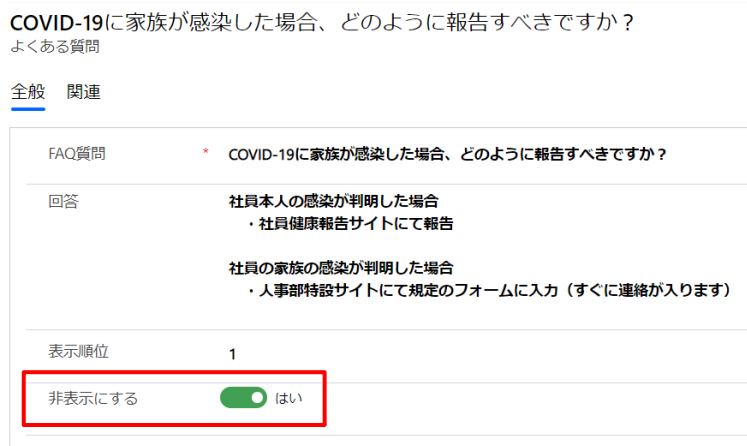 COVID-19に家族が感染した場合、どのように報告すべきですか？
よくある質問
全般 関連
FAQ質問 * COVID-19に家族が感染した場合、どのように報告すべきですか？
回答 社員本人の感染が判明した場合
・社員健康報告サイトにて報告
社員の家族の感染が判明した場合
・人事部特設サイトにて規定のフォームに入力（すぐに連絡が入ります）
表示順位 1
非表示にする はい